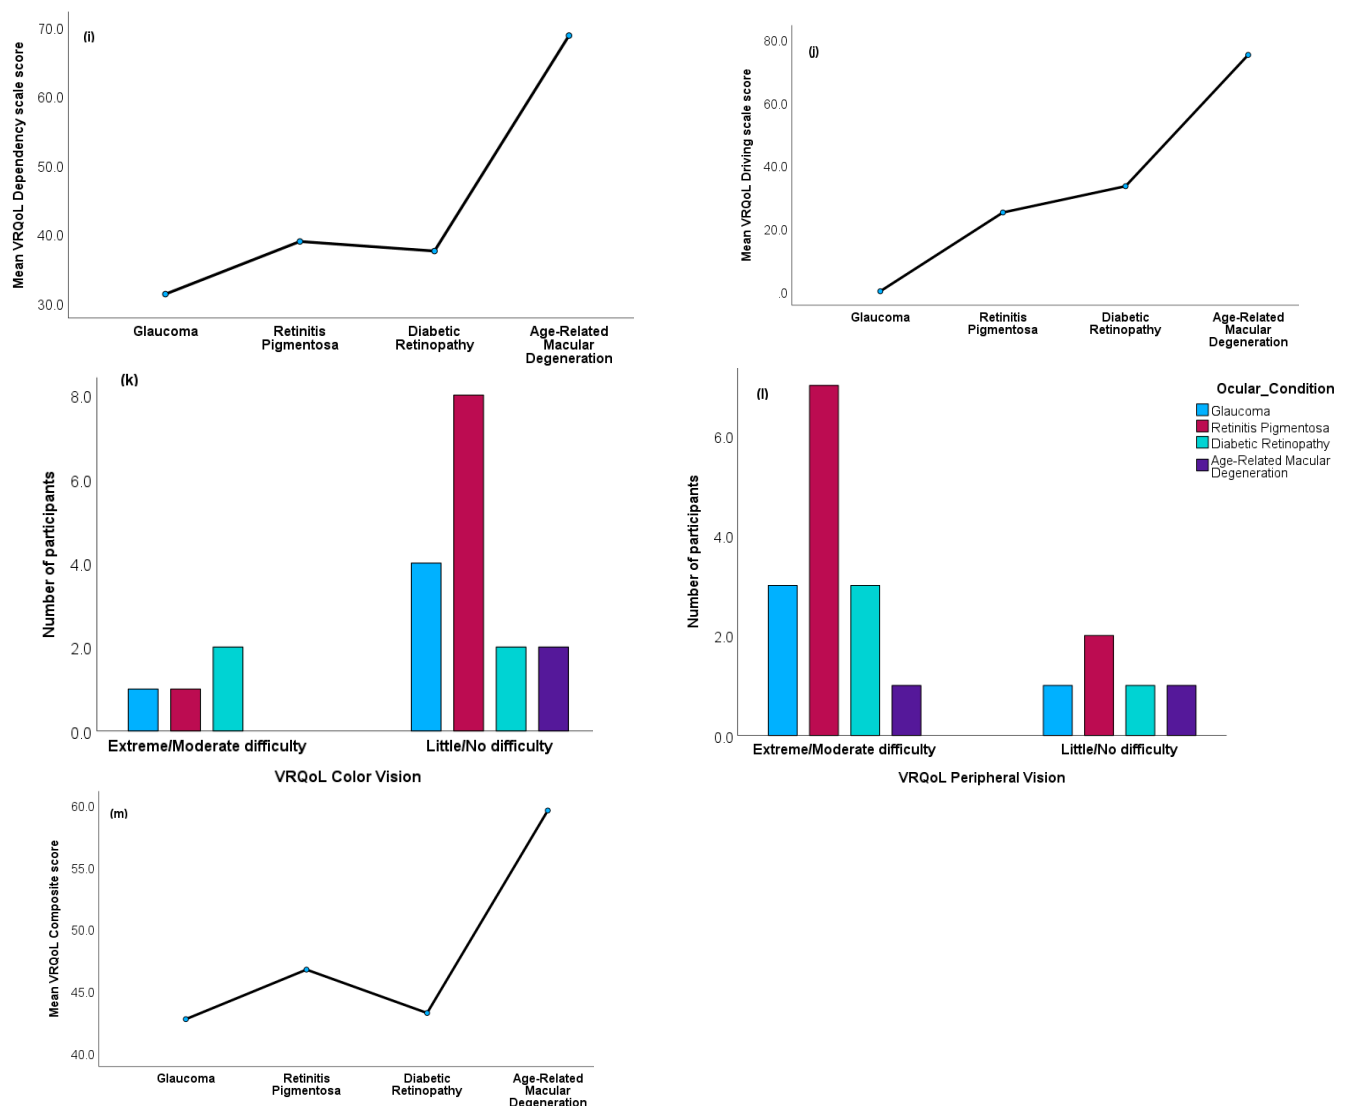 (i)
Mean VRQoL Dependency scale score
70.0
60.0
50.0
40.0
30.0
Glaucoma
Retinitis
Pigmentosa
Diabetic
Retinopathy
Age-Related
Macular
Degeneration
(j)
Mean VRQoL Driving scale score
80.0
60.0
40.0
20.0
.0
Glaucoma
Retinitis
Pigmentosa
Diabetic
Retinopathy
Age-Related
Macular
Degeneration
(k)
Number of participants
8.0
6.0
4.0
2.0
0.0
Extreme/Moderate difficulty
Little/No difficulty
VRQoL Color Vision
(l)
Number of participants
6.0
4.0
2.0
0.0
Extreme/Moderate difficulty
Little/No difficulty
VRQoL Peripheral Vision
Ocular_Condition
Glaucoma
Retinitis Pigmentosa
Diabetic Retinopathy
Age-Related Macular
Degeneration
(m)
Mean VRQoL Composite score
60.0
55.0
50.0
45.0
40.0
Glaucoma
Retinitis
Pigmentosa
Diabetic
Retinopathy
Age-Related
Macular
Degeneration